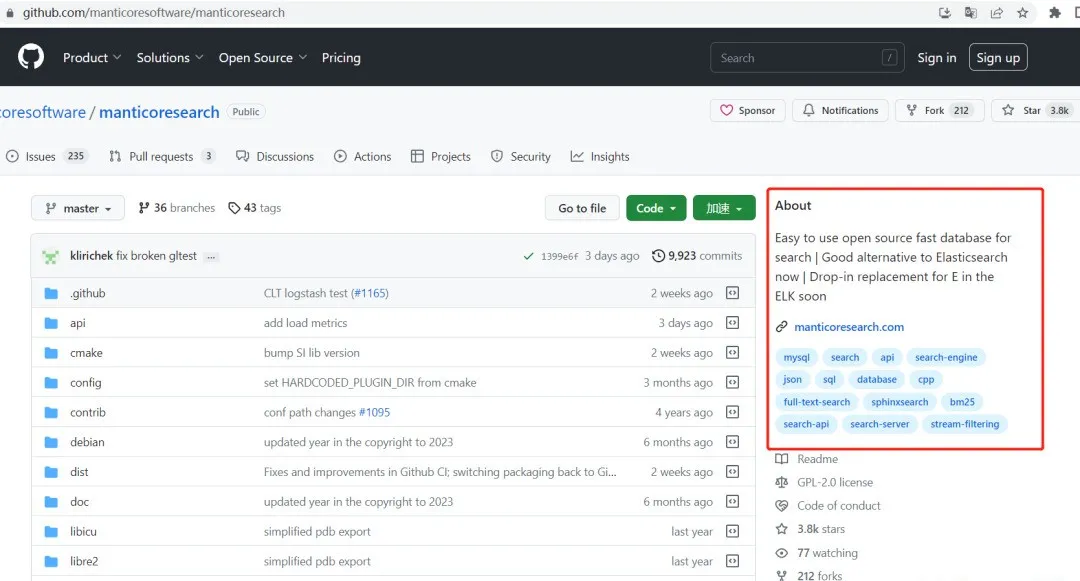 github.com/manticoresoftware/manticoresearch
Product Solutions Open Source Pricing Search / Sign in Sign up
coresoftware / manticoresearch Public Sponsor Notifications Fork 212 Star 3.8k
Issues 235 Pull requests 3 Discussions Actions Projects Security Insights
master 36 branches 43 tags Go to file Code 加速
klirichek fix broken gltest ... 1399e6f 3 days ago 9,923 commits
.github CLT logstash test (#1165) 2 weeks ago
api add load metrics 3 days ago
cmake bump SI lib version 2 weeks ago
config set HARDCODED_PLUGIN_DIR from cmake 3 months ago
contrib conf path changes #1095 4 years ago
debian updated year in the copyright to 2023 6 months ago
dist Fixes and improvements in Github CI; switching packaging back to Gi... 2 weeks ago
doc updated year in the copyright to 2023 6 months ago
libicu simplified pdb export last year
libre2 simplified pdb export last year
About
Easy to use open source fast database for
search | Good alternative to Elasticsearch
now | Drop-in replacement for E in the
ELK soon
manticoresearch.com
mysql search api search-engine
json sql database cpp
full-text-search sphinxsearch bm25
search-api search-server stream-filtering
Readme
GPL-2.0 license
Code of conduct
3.8k stars
77 watching
212 forks